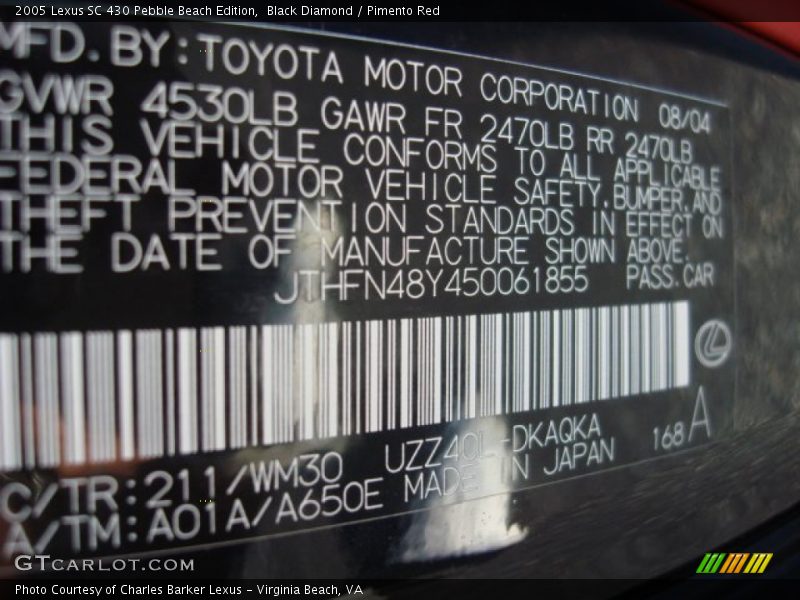 2005 Lexus SC 430 Pebble Beach Edition, Black Diamond / Pimento Red
MFD. BY: TOYOTA MOTOR CORPORATION 08/04
GVWR 4530LB GAWR FR 2470LB RR 2470LB
THIS VEHICLE CONFORMS TO ALL APPLICABLE
FEDERAL MOTOR VEHICLE SAFETY, BUMPER, AND
THEFT PREVENTION STANDARDS IN EFFECT ON
THE DATE OF MANUFACTURE SHOWN ABOVE.
JTHFN48Y450061855 PASS. CAR
C/TR: 211/WM30 UZZ40L-DKAQKA 168 A
A/TM: A01A/A650E MADE IN JAPAN
GTCARLOT.COM
Photo Courtesy of Charles Barker Lexus - Virginia Beach, VA